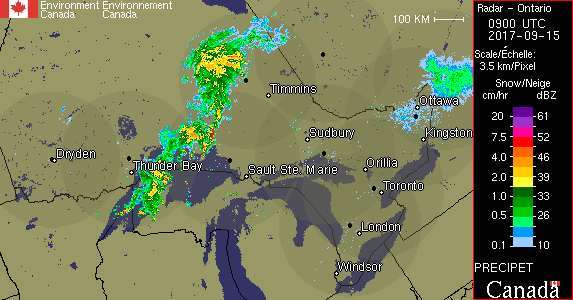 Environment Environnement
Canada Canada
100 KM
Timmins
Ottawa
Sudbury
Kingston
Dryden
Thunder Bay
Sault Ste. Marie
Orillia
Toronto
London
Windsor
Radar - Ontario
0900 UTC
2017-09-15
Scale/Échelle:
3.5 km/Pixel
Snow/Neige
cm/hr dBZ
20 61
7.5 52
4.0 46
2.0 39
1.0 33
0.5 26
0.1 10
PRECIPET
Canada